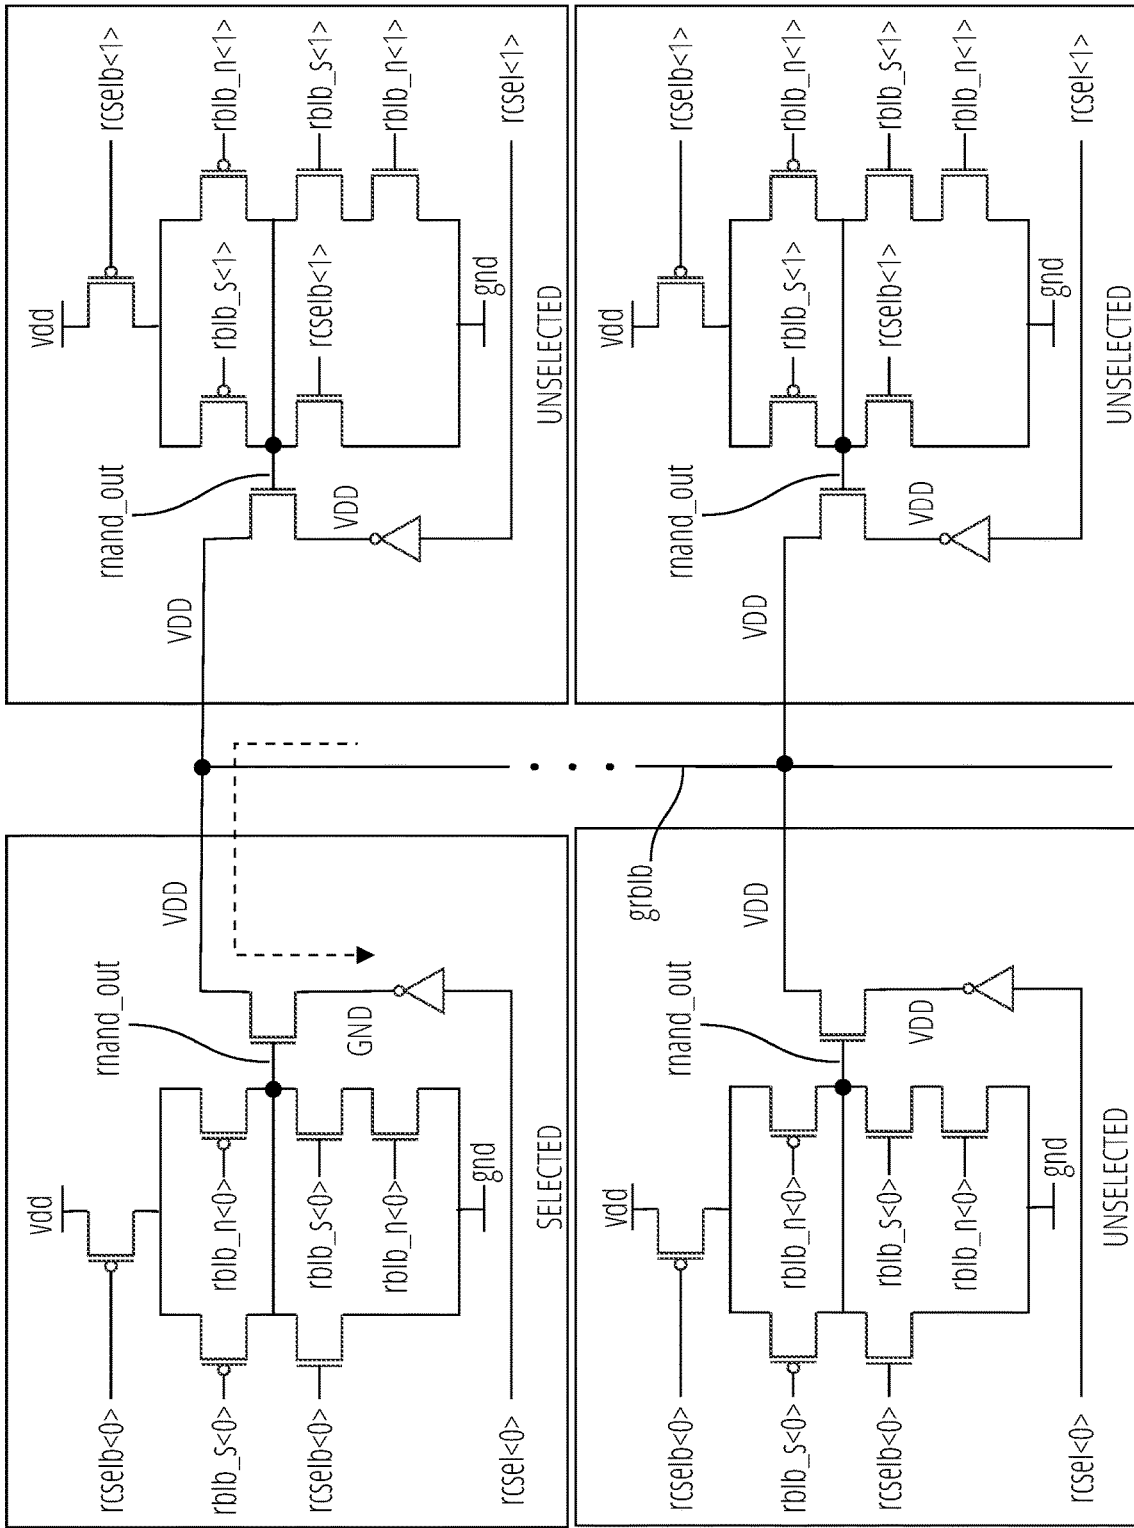 vdd
rcselb<0>
rnand_out
VDD
rblb_s<0>
rblb_n<0>
rcselb<0>
rblb_s<0>
GND
rblb_n<0>
gnd
rcsel<0>
SELECTED
vdd
rcselb<1>
rnand_out
VDD
rblb_s<1>
rblb_n<1>
rcselb<1>
rblb_s<1>
VDD
rblb_n<1>
gnd
rcsel<1>
UNSELECTED
grblb
vdd
rcselb<0>
rnand_out
VDD
rblb_s<0>
rblb_n<0>
rcselb<0>
rblb_s<0>
VDD
rblb_n<0>
gnd
rcsel<0>
UNSELECTED
vdd
rcselb<1>
rnand_out
VDD
rblb_s<1>
rblb_n<1>
rcselb<1>
rblb_s<1>
VDD
rblb_n<1>
gnd
rcsel<1>
UNSELECTED